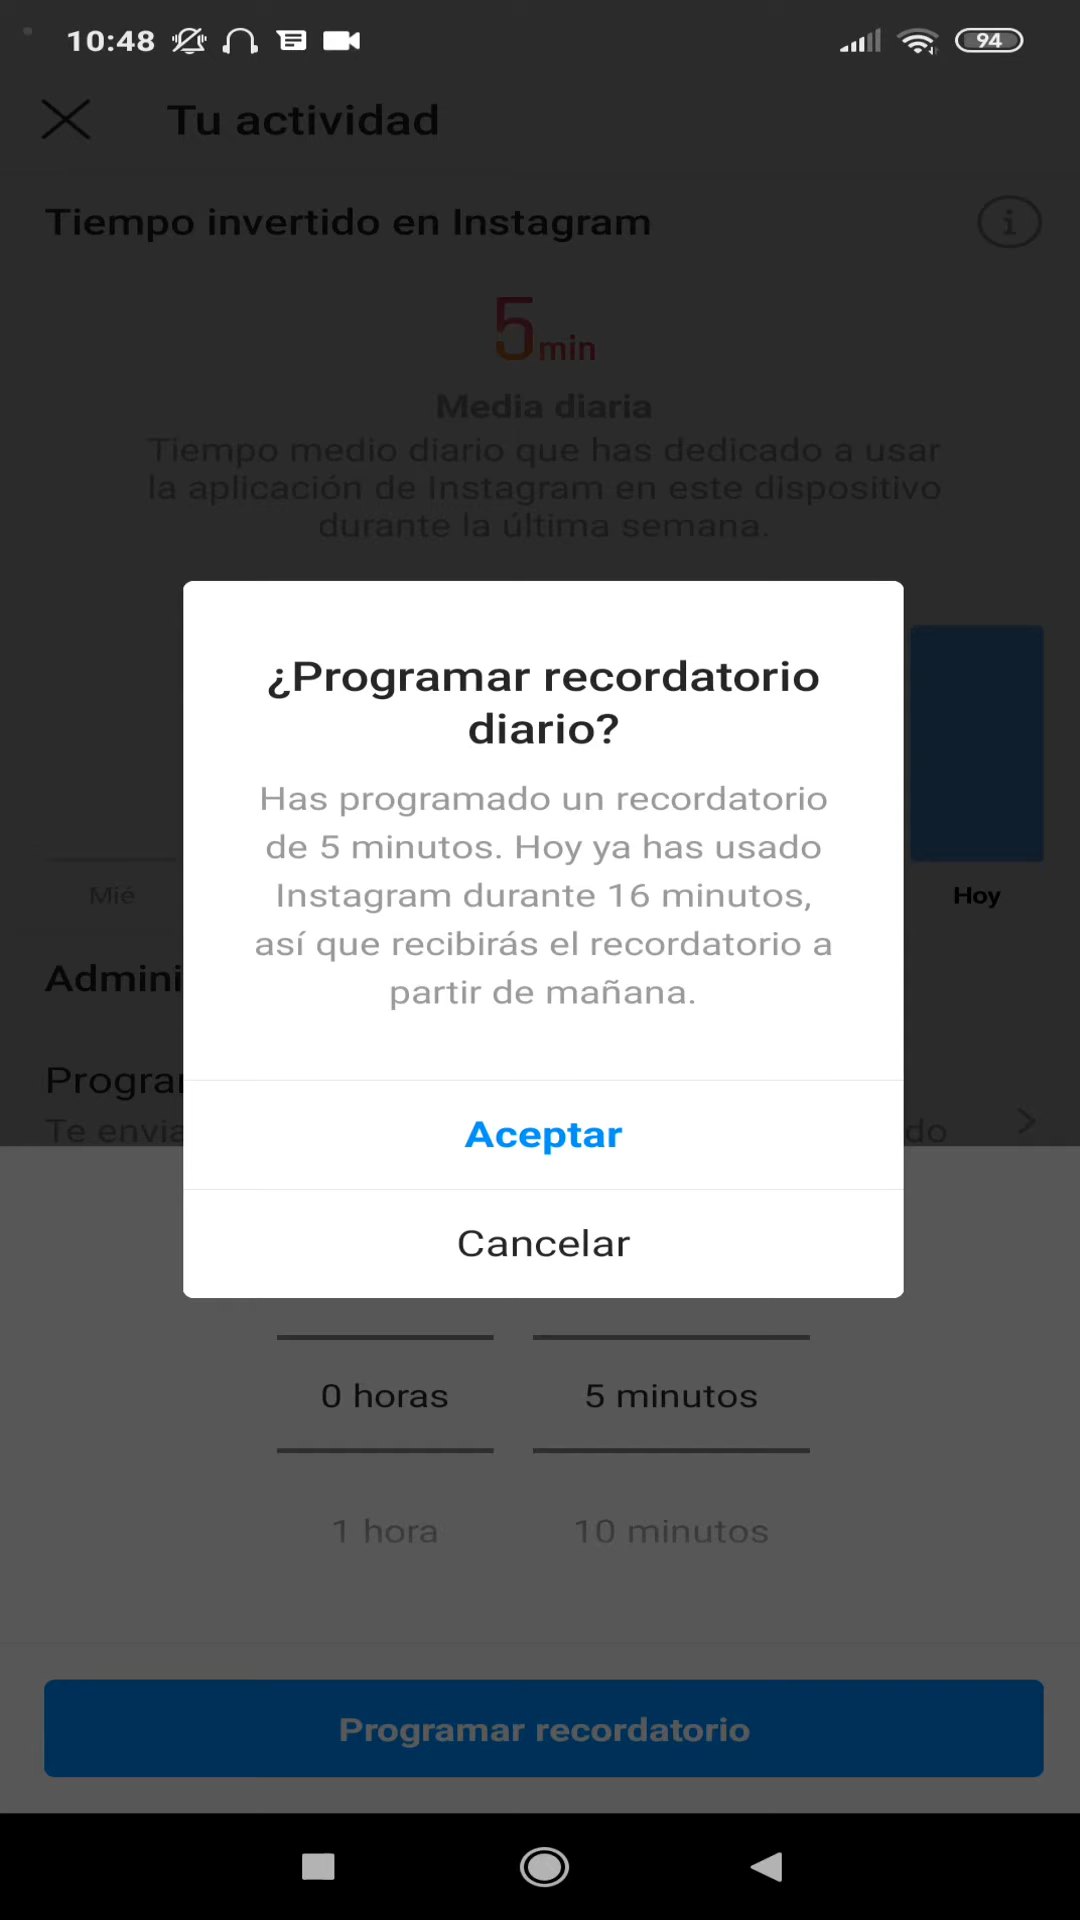 10:48
94
Tu actividad
Tiempo invertido en Instagram
i
5min
Media diaria
Tiempo medio diario que has dedicado a usar
la aplicación de Instagram en este dispositivo
durante la última semana.
¿Programar recordatorio
diario?
Has programado un recordatorio
de 5 minutos. Hoy ya has usado
Instagram durante 16 minutos,
así que recibirás el recordatorio a
partir de mañana.
Mié
Hoy
Admini
Program
Te envia
do
Aceptar
Cancelar
0 horas 5 minutos
1 hora 10 minutos
Programar recordatorio